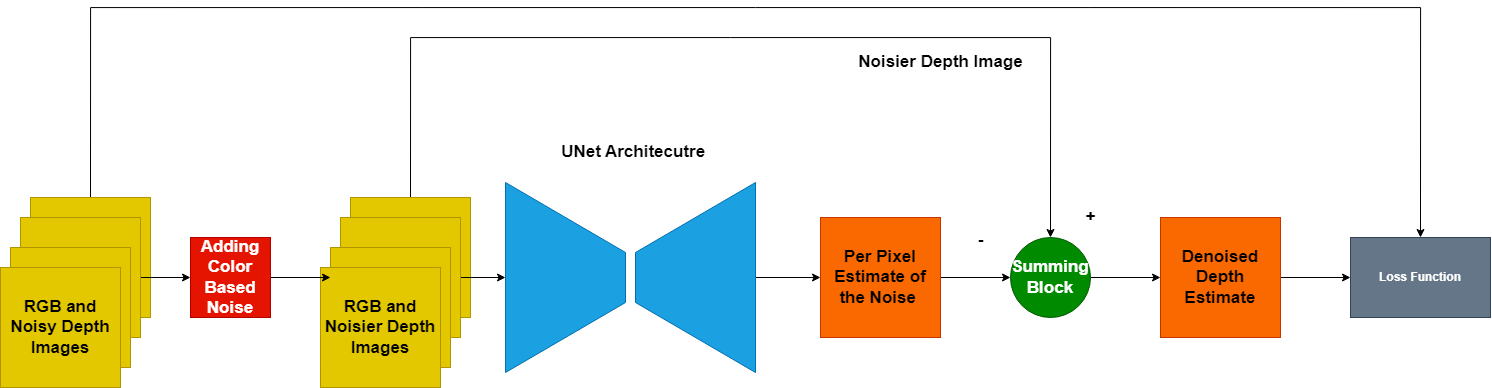 Noisier Depth Image
UNet Architecutre
RGB and
Noisy Depth
Images
Adding
Color
Based
Noise
RGB and
Noisier Depth
Images
Per Pixel
Estimate of
the Noise
-
+
Summing
Block
Denoised
Depth
Estimate
Loss Function